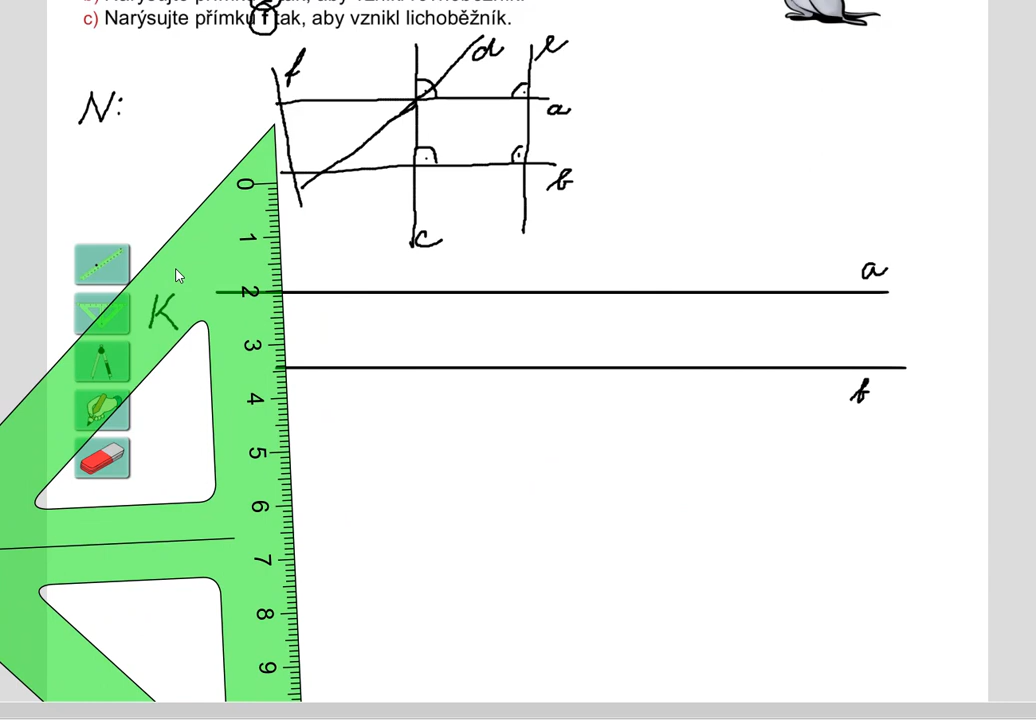 c) Narýsujte přímku f tak, aby vznikl lichoběžník.
f
d
e
N:
a
b
c
0
1
2
3
4
5
6
7
8
9
K
a
b